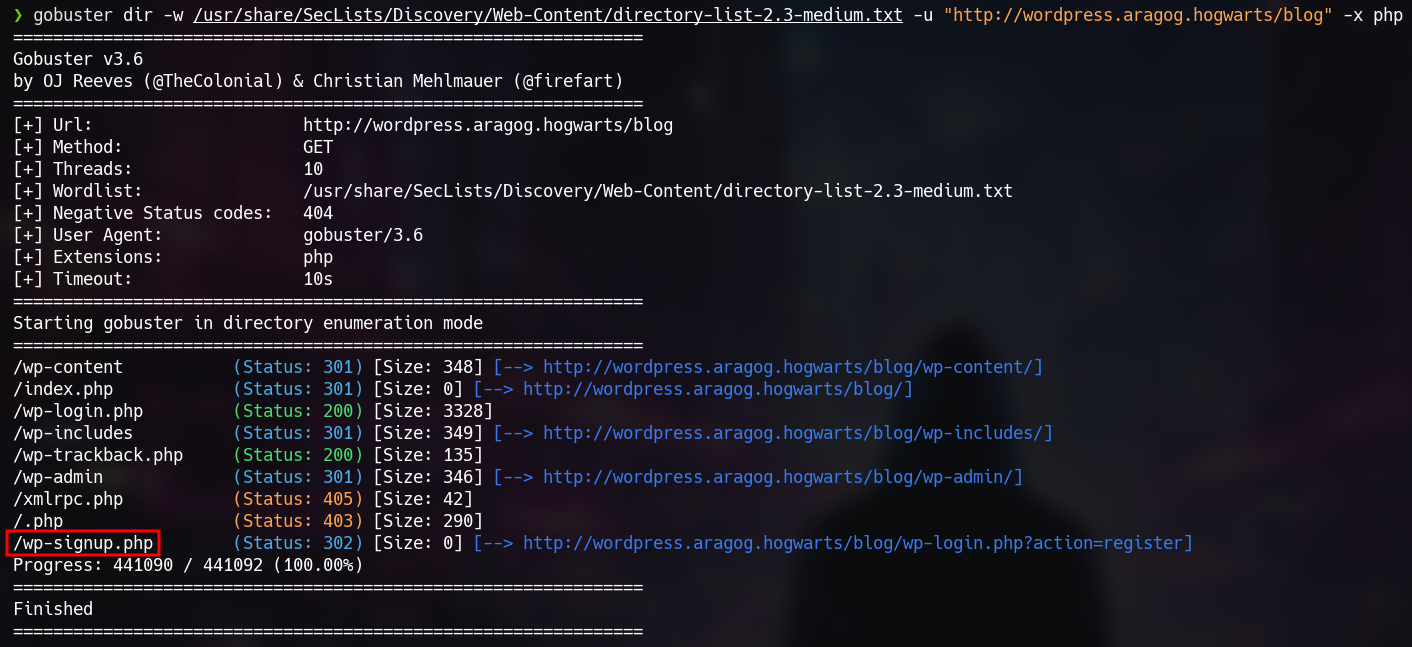 ❯ gobuster dir -w /usr/share/SecLists/Discovery/Web-Content/directory-list-2.3-medium.txt -u "http://wordpress.aragog.hogwarts/blog" -x php
===============================================================
Gobuster v3.6
by OJ Reeves (@TheColonial) & Christian Mehlmauer (@firefart)
===============================================================
[+] Url:                     http://wordpress.aragog.hogwarts/blog
[+] Method:                  GET
[+] Threads:                 10
[+] Wordlist:                /usr/share/SecLists/Discovery/Web-Content/directory-list-2.3-medium.txt
[+] Negative Status codes:   404
[+] User Agent:              gobuster/3.6
[+] Extensions:              php
[+] Timeout:                 10s
===============================================================
Starting gobuster in directory enumeration mode
===============================================================
/wp-content           (Status: 301) [Size: 348] [--> http://wordpress.aragog.hogwarts/blog/wp-content/]
/index.php            (Status: 301) [Size: 0] [--> http://wordpress.aragog.hogwarts/blog/]
/wp-login.php         (Status: 200) [Size: 3328]
/wp-includes          (Status: 301) [Size: 349] [--> http://wordpress.aragog.hogwarts/blog/wp-includes/]
/wp-trackback.php     (Status: 200) [Size: 135]
/wp-admin             (Status: 301) [Size: 346] [--> http://wordpress.aragog.hogwarts/blog/wp-admin/]
/xmlrpc.php           (Status: 405) [Size: 42]
/.php                 (Status: 403) [Size: 290]
/wp-signup.php        (Status: 302) [Size: 0] [--> http://wordpress.aragog.hogwarts/blog/wp-login.php?action=register]
Progress: 441090 / 441092 (100.00%)
===============================================================
Finished
===============================================================